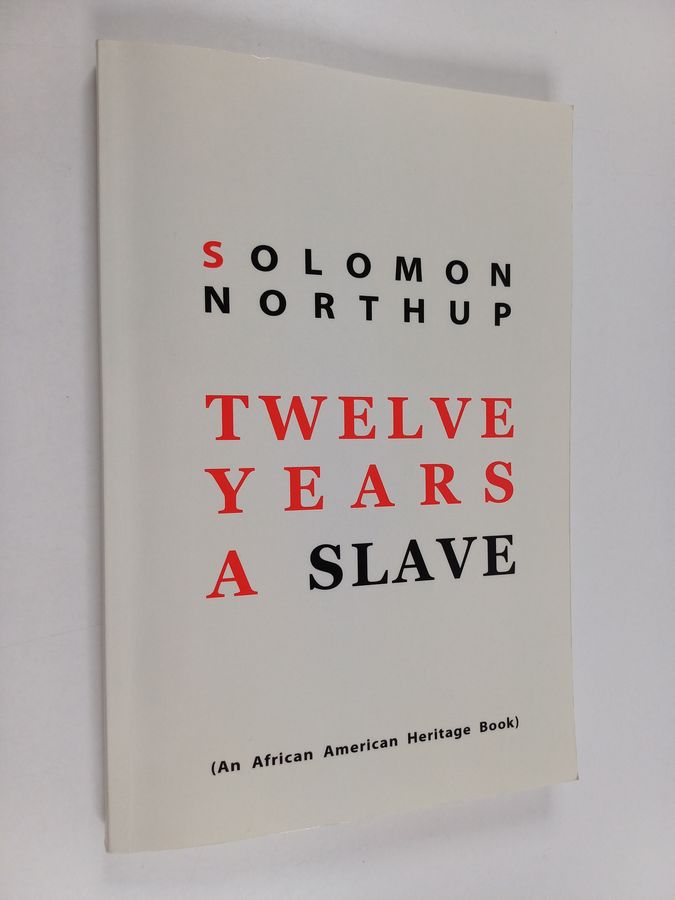 SOLOMON
NORTHUP
TWELVE
YEARS
A SLAVE
(An African American Heritage Book)